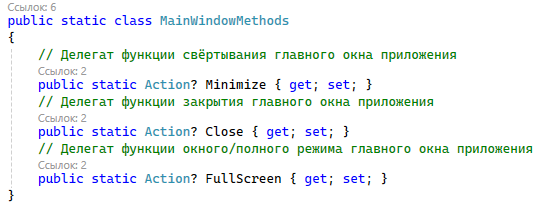 Ссылок: 6
public static class MainWindowMethods
{
// Делегат функции свёртывания главного окна приложения
Ссылок: 2
public static Action? Minimize { get; set; }
// Делегат функции закрытия главного окна приложения
Ссылок: 2
public static Action? Close { get; set; }
// Делегат функции окного/полного режима главного окна приложения
Ссылок: 2
public static Action? FullScreen { get; set; }
}